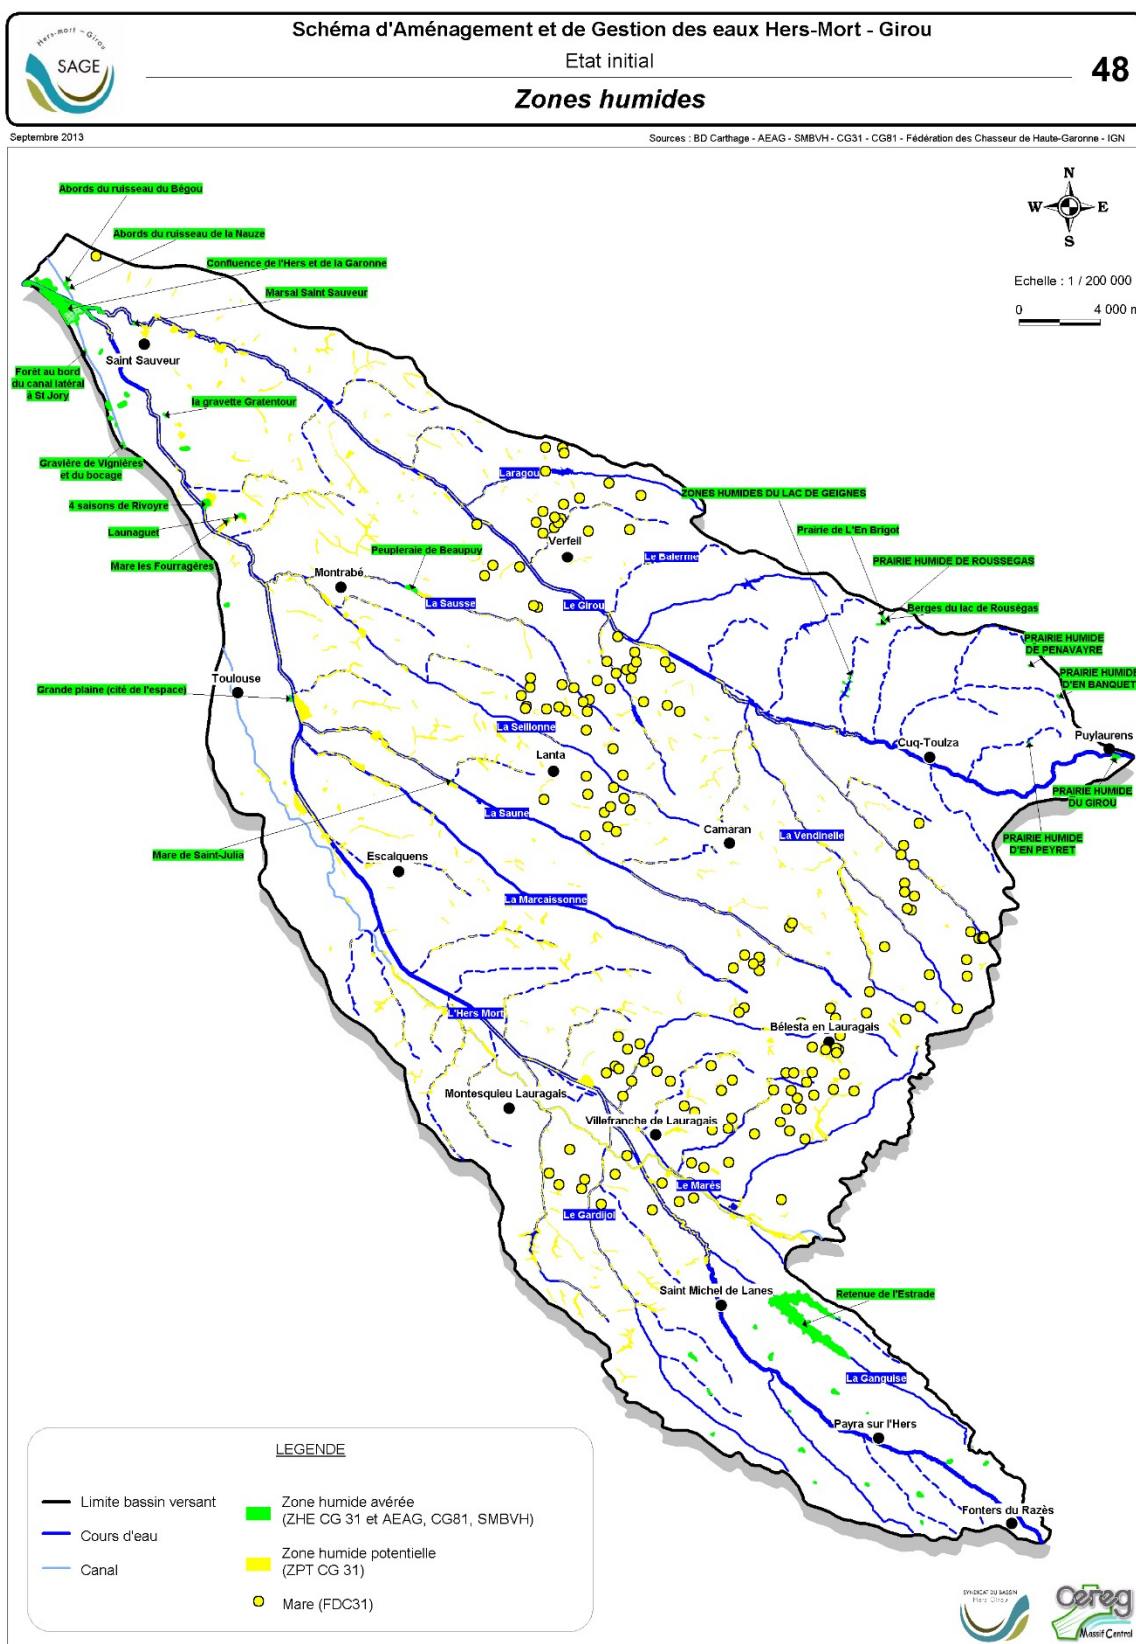 Hers-mort - Girou
SAGE
Schéma d'Aménagement et de Gestion des eaux Hers-Mort - Girou
Etat initial
Zones humides
48
Septembre 2013
Sources : BD Carthage - AEAG - SMBVH - CG31 - CG81 - Fédération des Chasseur de Haute-Garonne - IGN
N
W E
S
Echelle : 1 / 200 000
0 4 000 m
Abords du ruisseau du Bégou
Abords du ruisseau de la Nauze
Confluence de l'Hers et de la Garonne
Marsal Saint Sauveur
Saint Sauveur
Forêt au bord
du canal latéral
à St Jory
la gravette Gratentour
Gravière de Vignières
et du bocage
Laragou
ZONES HUMIDES DU LAC DE GEIGNES
4 saisons de Rivoyre
Launaguet
Prairie de L'En Brigot
Verfeil
Peupleraie de Beaupuy
Le Balerme
PRAIRIE HUMIDE DE ROUSSEGAS
Mare les Fourragères
Montrabé
La Sausse
Le Girou
Berges du lac de Rouségas
PRAIRIE HUMIDE
DE PENAVAYRE
PRAIRIE HUMIDE
D'EN BANQUET
Toulouse
Grande plaine (cité de l'espace)
La Seillonne
Cuq-Toulza
Puylaurens
Lanta
PRAIRIE HUMIDE
DU GIROU
La Saune
Camaran
La Vendinelle
PRAIRIE HUMIDE
D'EN PEYRET
Mare de Saint-Julia
Escalquens
La Marcaissonne
L'Hers Mort
Bélesta en Lauragais
Montesquieu Lauragais
Villefranche de Lauragais
Le Marès
Le Gardijol
Saint Michel de Lanes
Retenue de l'Estrade
La Ganguise
Payra sur l'Hers
Fonters du Razès
LEGENDE
Limite bassin versant
Cours d'eau
Canal
Zone humide avérée
(ZHE CG 31 et AEAG, CG81, SMBVH)
Zone humide potentielle
(ZPT CG 31)
Mare (FDC31)
SYNDICAT DU BASSIN
Hers Girou
Cereg
Massif Central